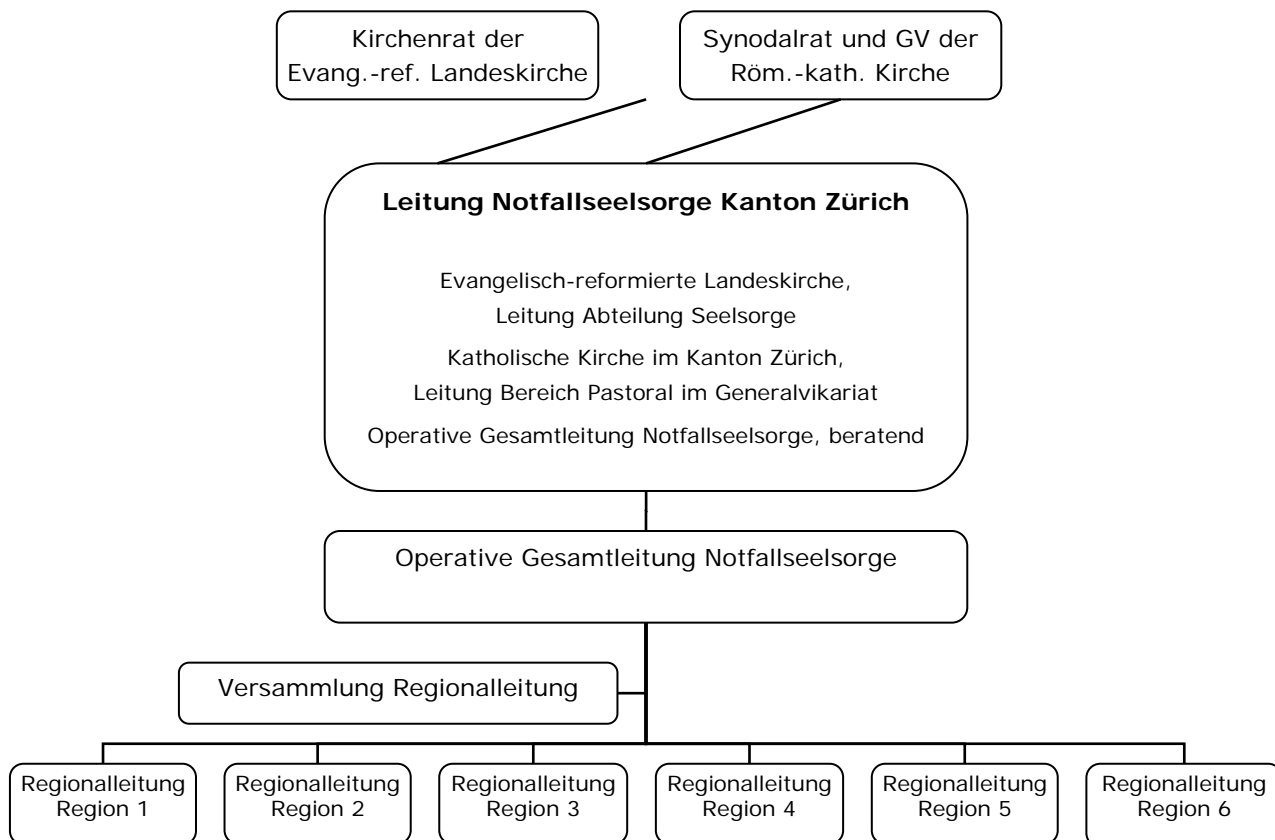 Kirchenrat der
Evang.-ref. Landeskirche
Synodalrat und GV der
Röm.-kath. Kirche
Leitung Notfallseelsorge Kanton Zürich
Evangelisch-reformierte Landeskirche,
Leitung Abteilung Seelsorge
Katholische Kirche im Kanton Zürich,
Leitung Bereich Pastoral im Generalvikariat
Operative Gesamtleitung Notfallseelsorge, beratend
Operative Gesamtleitung Notfallseelsorge
Versammlung Regionalleitung
Regionalleitung
Region 1
Regionalleitung
Region 2
Regionalleitung
Region 3
Regionalleitung
Region 4
Regionalleitung
Region 5
Regionalleitung
Region 6